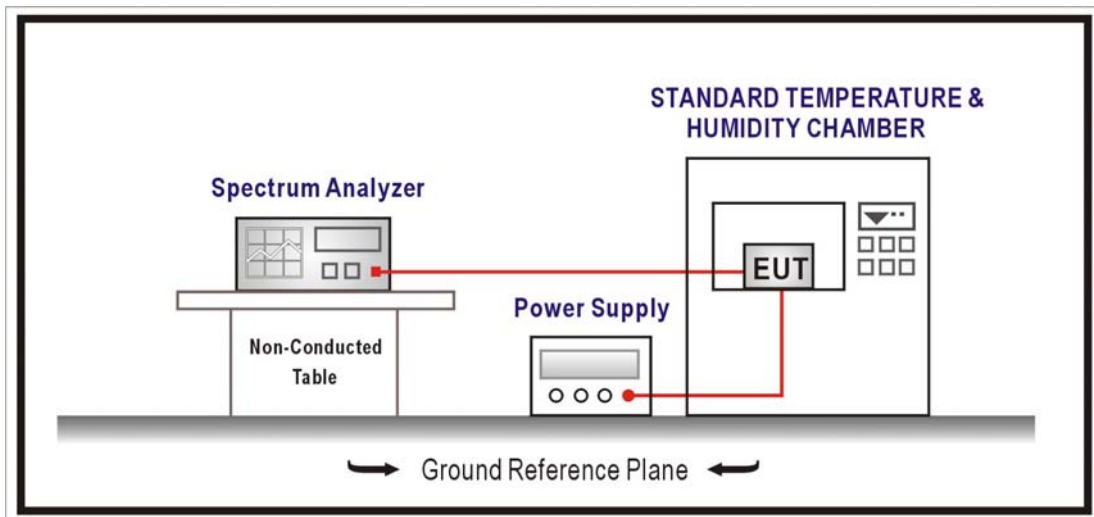 STANDARD TEMPERATURE &
HUMIDITY CHAMBER
Spectrum Analyzer
EUT
Power Supply
Non-Conducted
Table
Ground Reference Plane